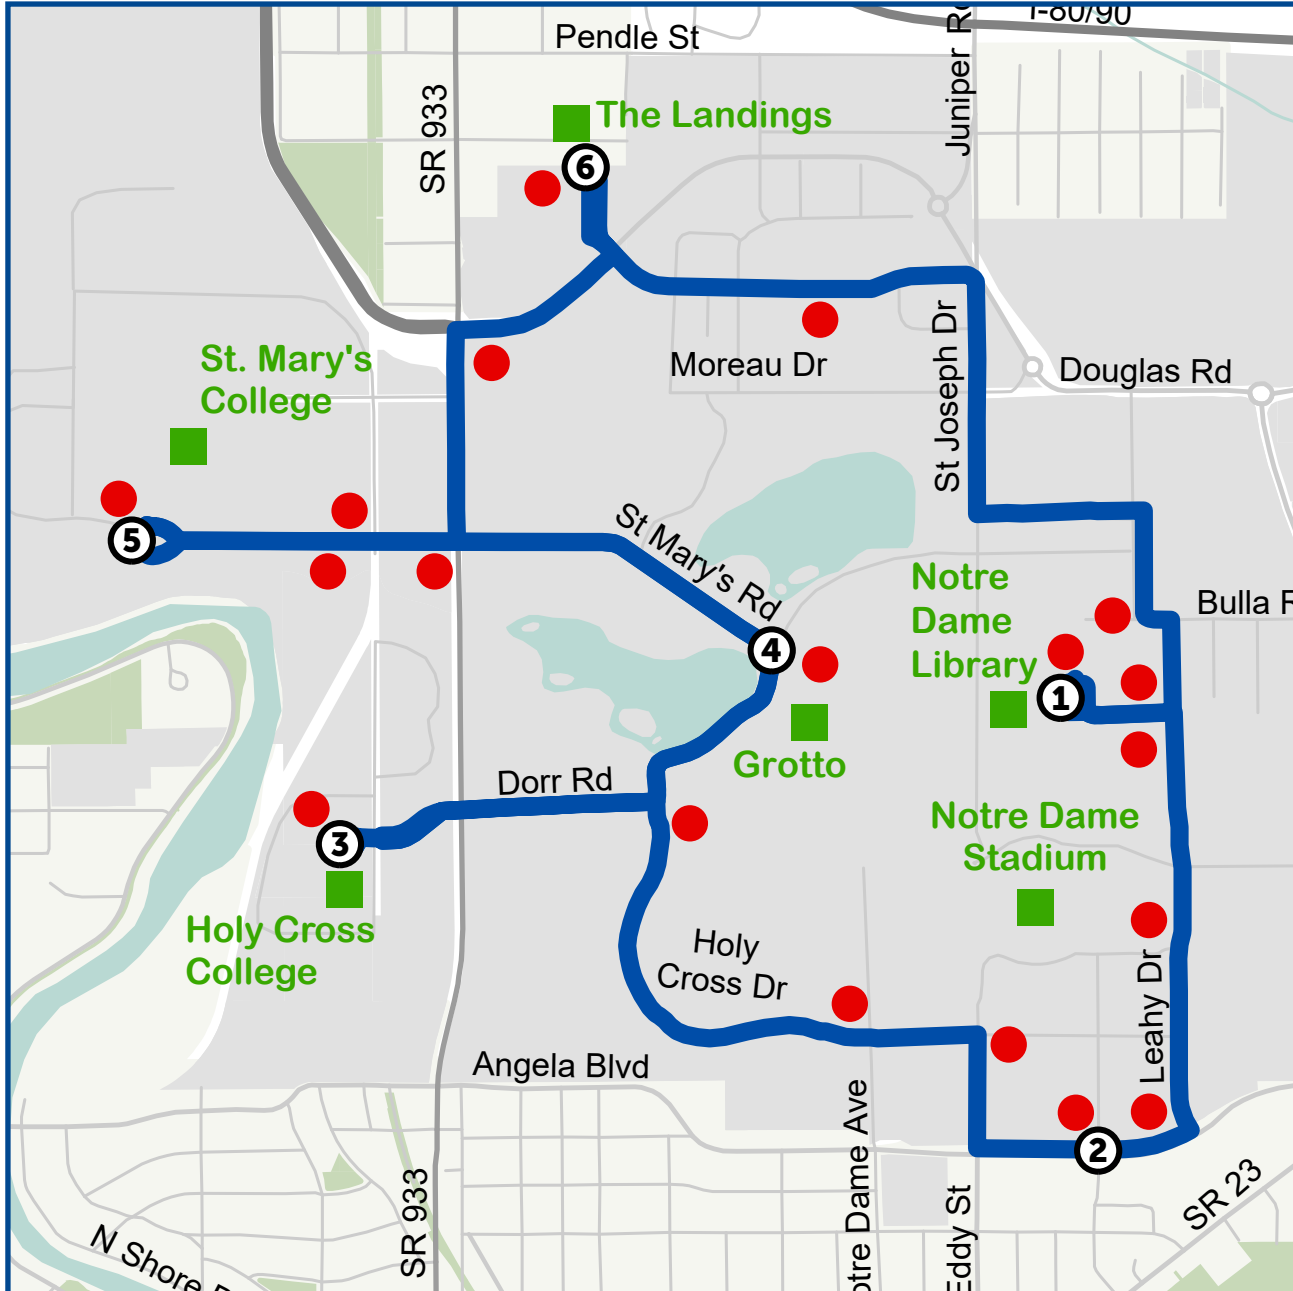 I-80/90
Pendle St
Juniper
SR 933
The Landings
6
St Joseph Dr
Moreau Dr
Douglas Rd
St. Mary's
College
5
St Mary's Rd
Notre
Dame
Library
Bulla
4
1
Grotto
Dorr Rd
Notre Dame
Stadium
3
Holy Cross
College
Holy
Cross Dr
Leahy Dr
Angela Blvd
2
Dame Ave
Eddy St
SR 933
SR 23
N Shore